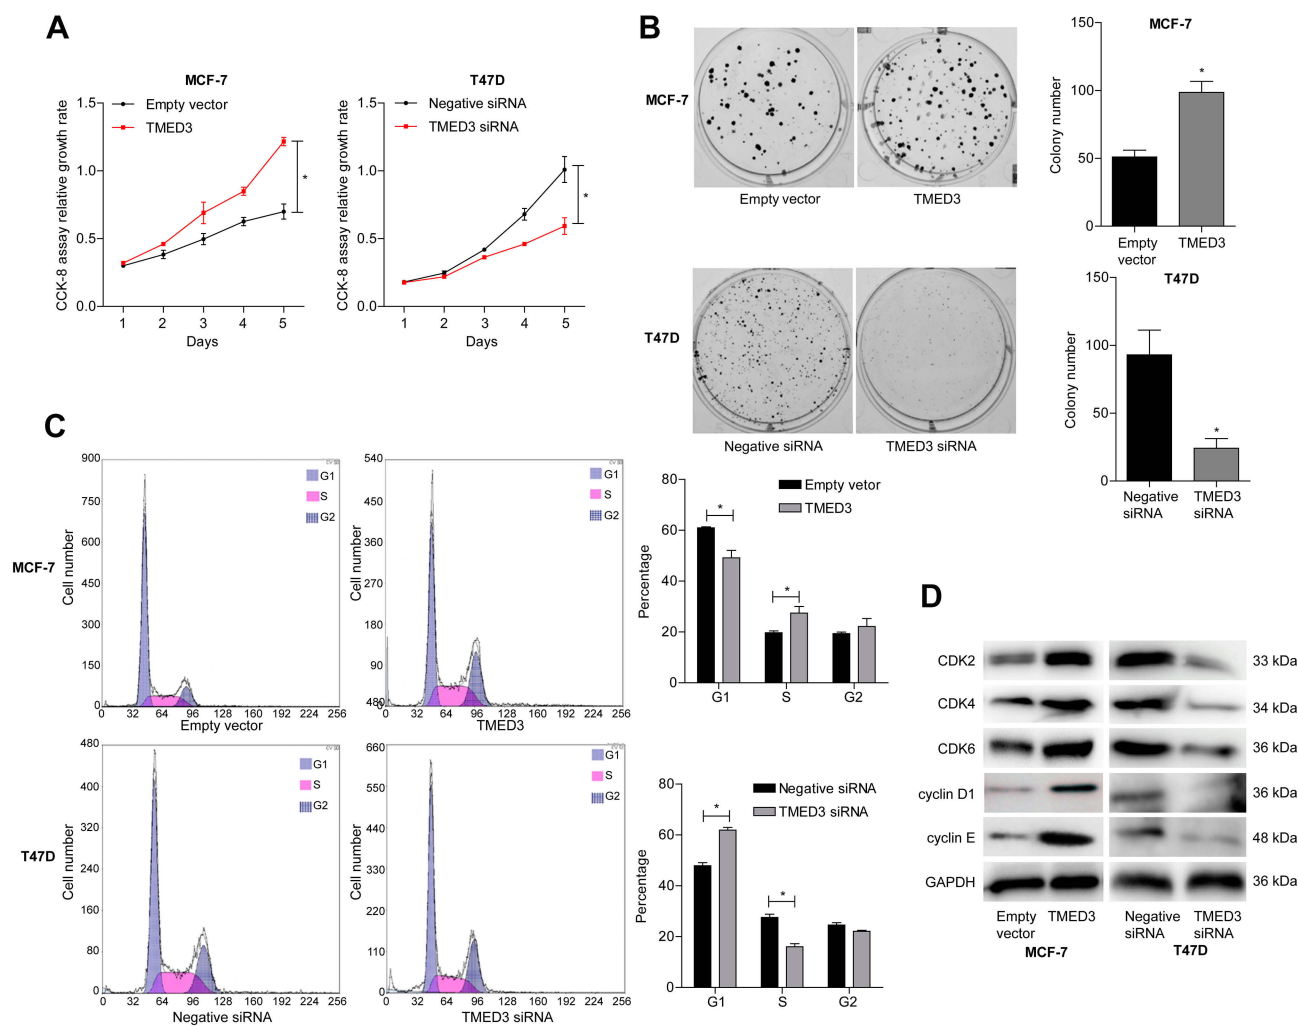 A
MCF-7
Empty vector
TMED3
CCK-8 assay relative growth rate
1.5
1.0
0.5
0.0
*
1 2 3 4 5
Days
T47D
Negative siRNA
TMED3 siRNA
CCK-8 assay relative growth rate
1.5
1.0
0.5
0.0
*
1 2 3 4 5
Days
B
MCF-7
Empty vector
TMED3
T47D
Negative siRNA
TMED3 siRNA
MCF-7
Colony number
150
100
50
0
*
Empty
vector
TMED3
T47D
Colony number
150
100
50
0
*
Negative
siRNA
TMED3
siRNA
C
MCF-7
Cell number
900
750
600
450
300
150
0
G1
S
G2
0 32 64 96 128 160 192 224 256
Empty vector
Cell number
540
450
360
270
180
90
0
G1
S
G2
0 32 64 96 128 160 192 224 256
TMED3
Percentage
80
60
40
20
0
Empty vetor
TMED3
*
*
G1 S G2
T47D
Cell number
480
400
320
240
160
80
0
G1
S
G2
0 32 64 96 128 160 192 224 256
Negative siRNA
480
Cell number
660
550
440
330
220
110
0
G1
S
G2
0 32 64 96 128 160 192 224 256
TMED3 siRNA
Percentage
80
60
40
20
0
Negative siRNA
TMED3 siRNA
*
*
G1 S G2
D
CDK2 33 kDa
CDK4 34 kDa
CDK6 36 kDa
cyclin D1 36 kDa
cyclin E 48 kDa
GAPDH 36 kDa
Empty
vector
TMED3
Negative
siRNA
TMED3
siRNA
MCF-7
T47D